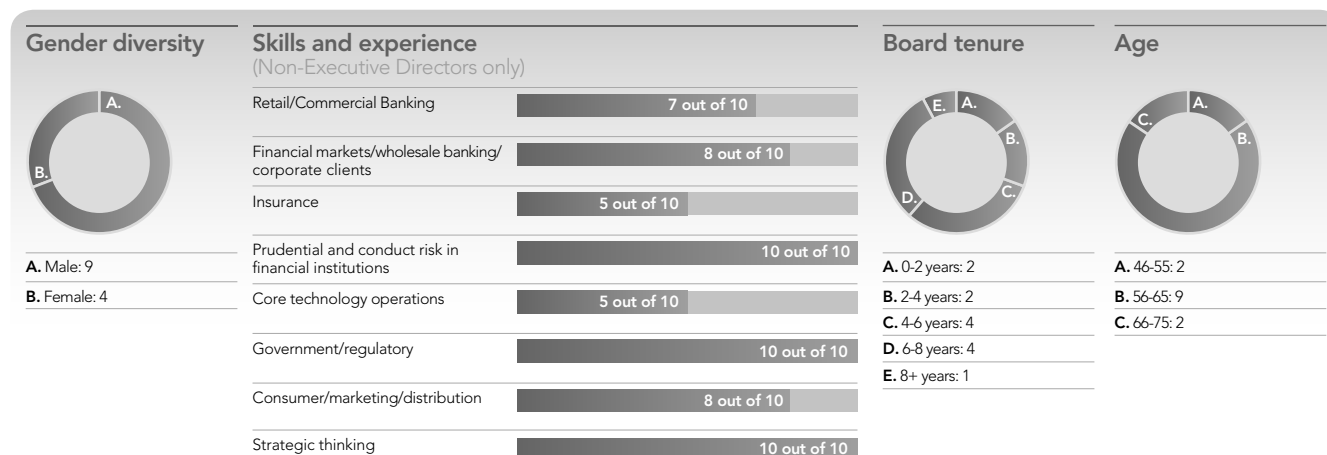 Gender diversity
A.
B.
A. Male: 9
B. Female: 4
Skills and experience
(Non-Executive Directors only)
Retail/Commercial Banking
7 out of 10
Financial markets/wholesale banking/
corporate clients
8 out of 10
Insurance
5 out of 10
Prudential and conduct risk in
financial institutions
10 out of 10
Core technology operations
5 out of 10
Government/regulatory
10 out of 10
Consumer/marketing/distribution
8 out of 10
Strategic thinking
10 out of 10
Board tenure
E. A.
B.
C.
D.
A. 0-2 years: 2
B. 2-4 years: 2
C. 4-6 years: 4
D. 6-8 years: 4
E. 8+ years: 1
Age
A.
C.
B.
A. 46-55: 2
B. 56-65: 9
C. 66-75: 2